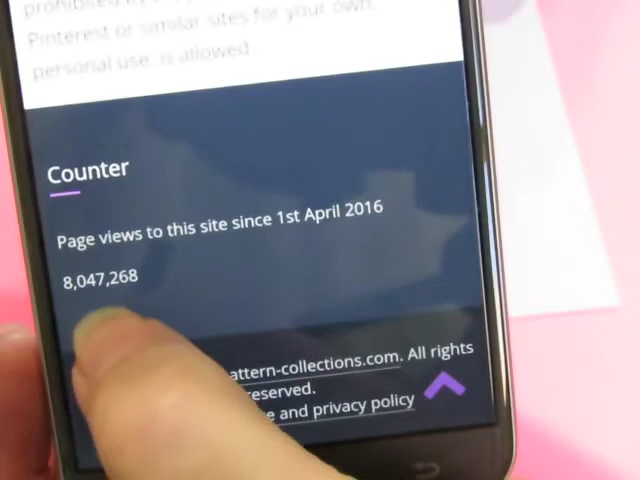 Pinterest or similar sites for your own
personal use, is allowed.
Counter
Page views to this site since 1st April 2016
8,047,268
attern-collections.com. All rights
reserved.
e and privacy policy